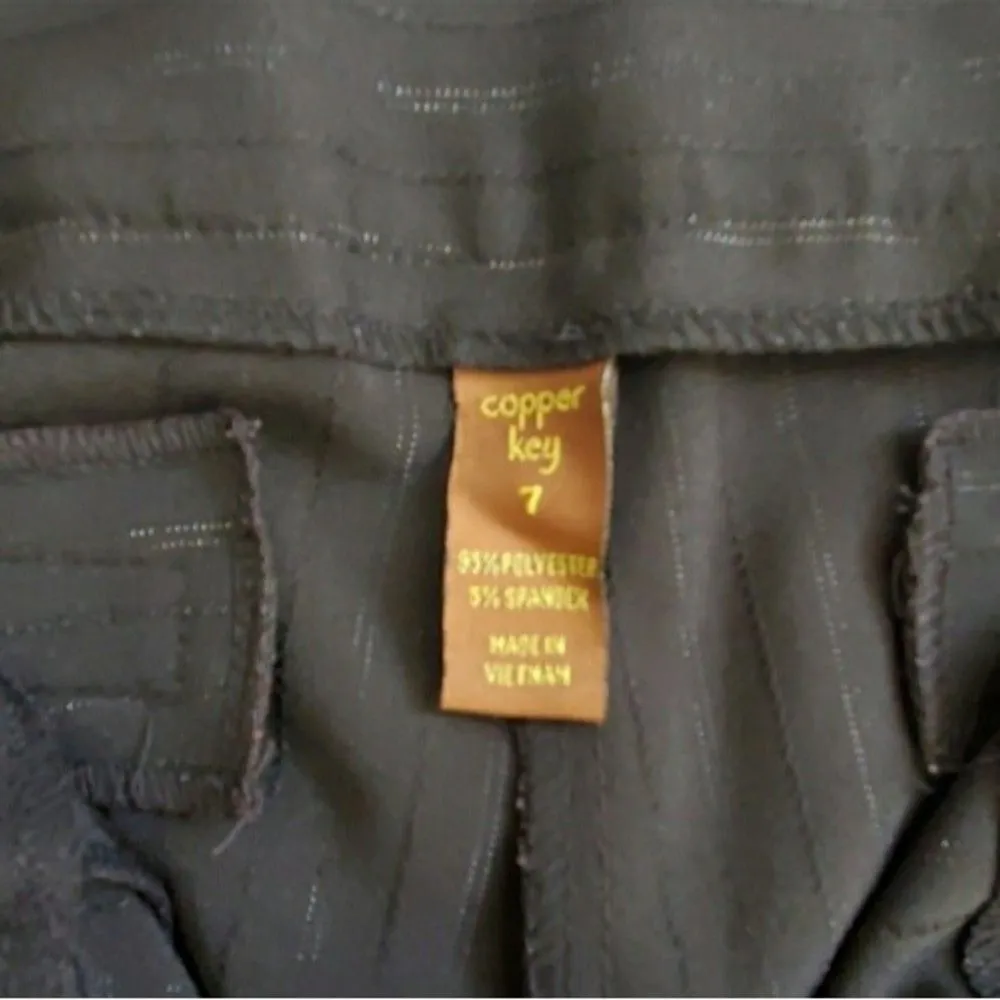 copper
key
7
95% POLYESTER
5% SPANDEX
MADE IN
VIETNAM